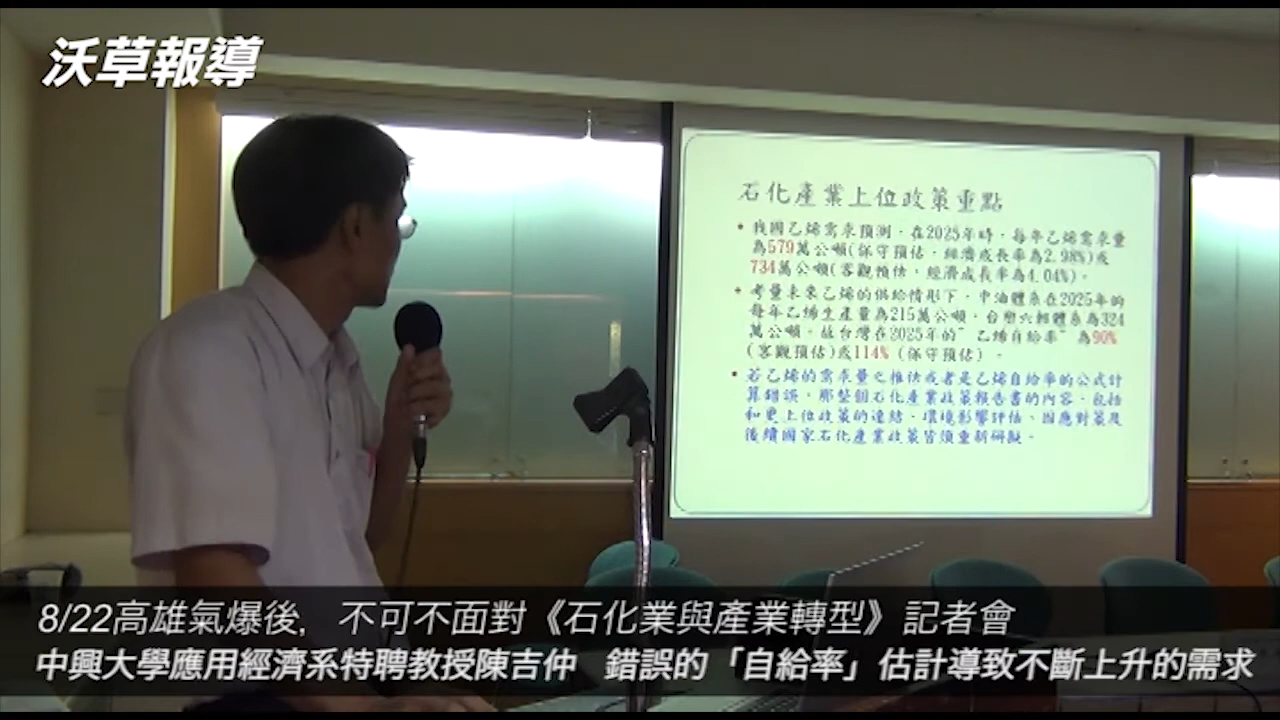 沃草報導
石化產業上位政策重點
• 我國乙烯需求預測，在2025年時，每年乙烯需求量
為579萬公噸(保守預估，經濟成長率為2.98%)或
734萬公噸(客觀預估，經濟成長率為4.04%)。
• 考量未來乙烯的供給情形下，中油體系在2025年的
每年乙烯生產量為215萬公噸，台塑六輕體系為324
萬公噸。故台灣在2025年的"乙烯自給率"為90%
(客觀預估)或114% (保守預估) 。
• 若乙烯的需求量之推估或者是乙烯自給率的公式計
算錯誤，那整個石化產業政策報告書的內容，包括
和更上位政策的連結、環境影響評估、因應對策及
後續國家石化產業政策皆須重新研擬。
8/22高雄氣爆後，不可不面對《石化業與產業轉型》記者會
中興大學應用經濟系特聘教授陳吉仲 錯誤的「自給率」估計導致不斷上升的需求